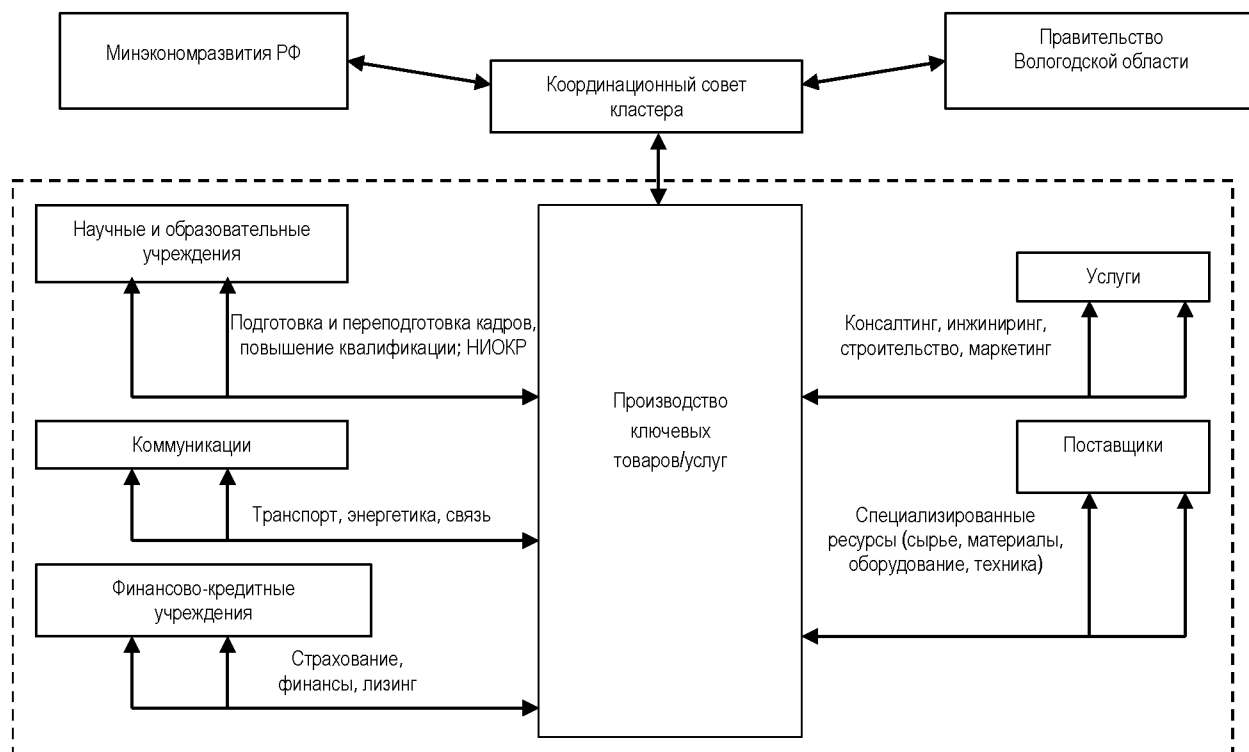 Минэкономразвития РФ
Правительство
Вологодской области
Координационный совет
кластера
Научные и образовательные
учреждения
Услуги
Подготовка и переподготовка кадров,
повышение квалификации; НИОКР
Консалтинг, инжиниринг,
строительство, маркетинг
Производство
ключевых
товаров/услуг
Коммуникации
Поставщики
Транспорт, энергетика, связь
Специализированные
ресурсы (сырье, материалы,
оборудование, техника)
Финансово-кредитные
учреждения
Страхование,
финансы, лизинг